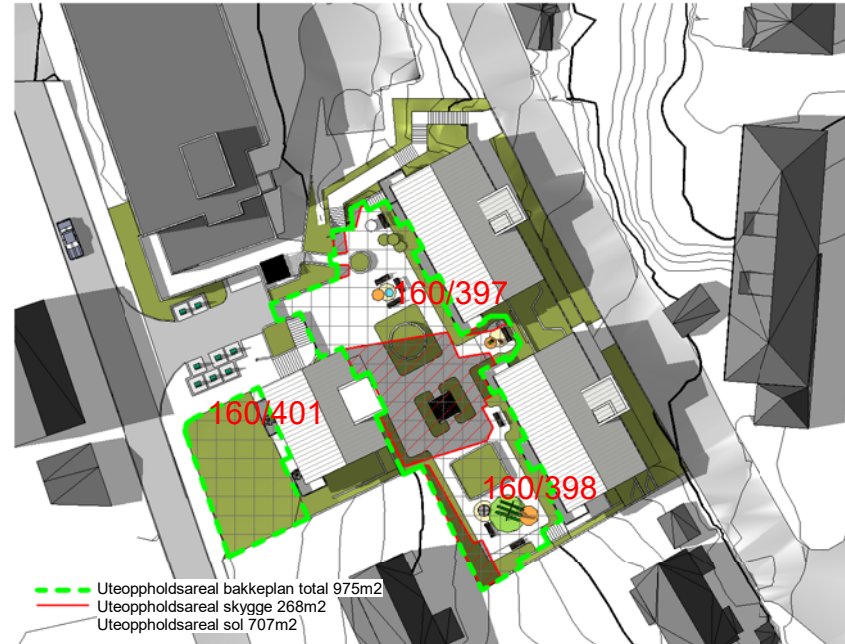 160/397
160/401
160/398
Uteoppholdsareal bakkeplan total 975m2
Uteoppholdsareal skygge 268m2
Uteoppholdsareal sol 707m2